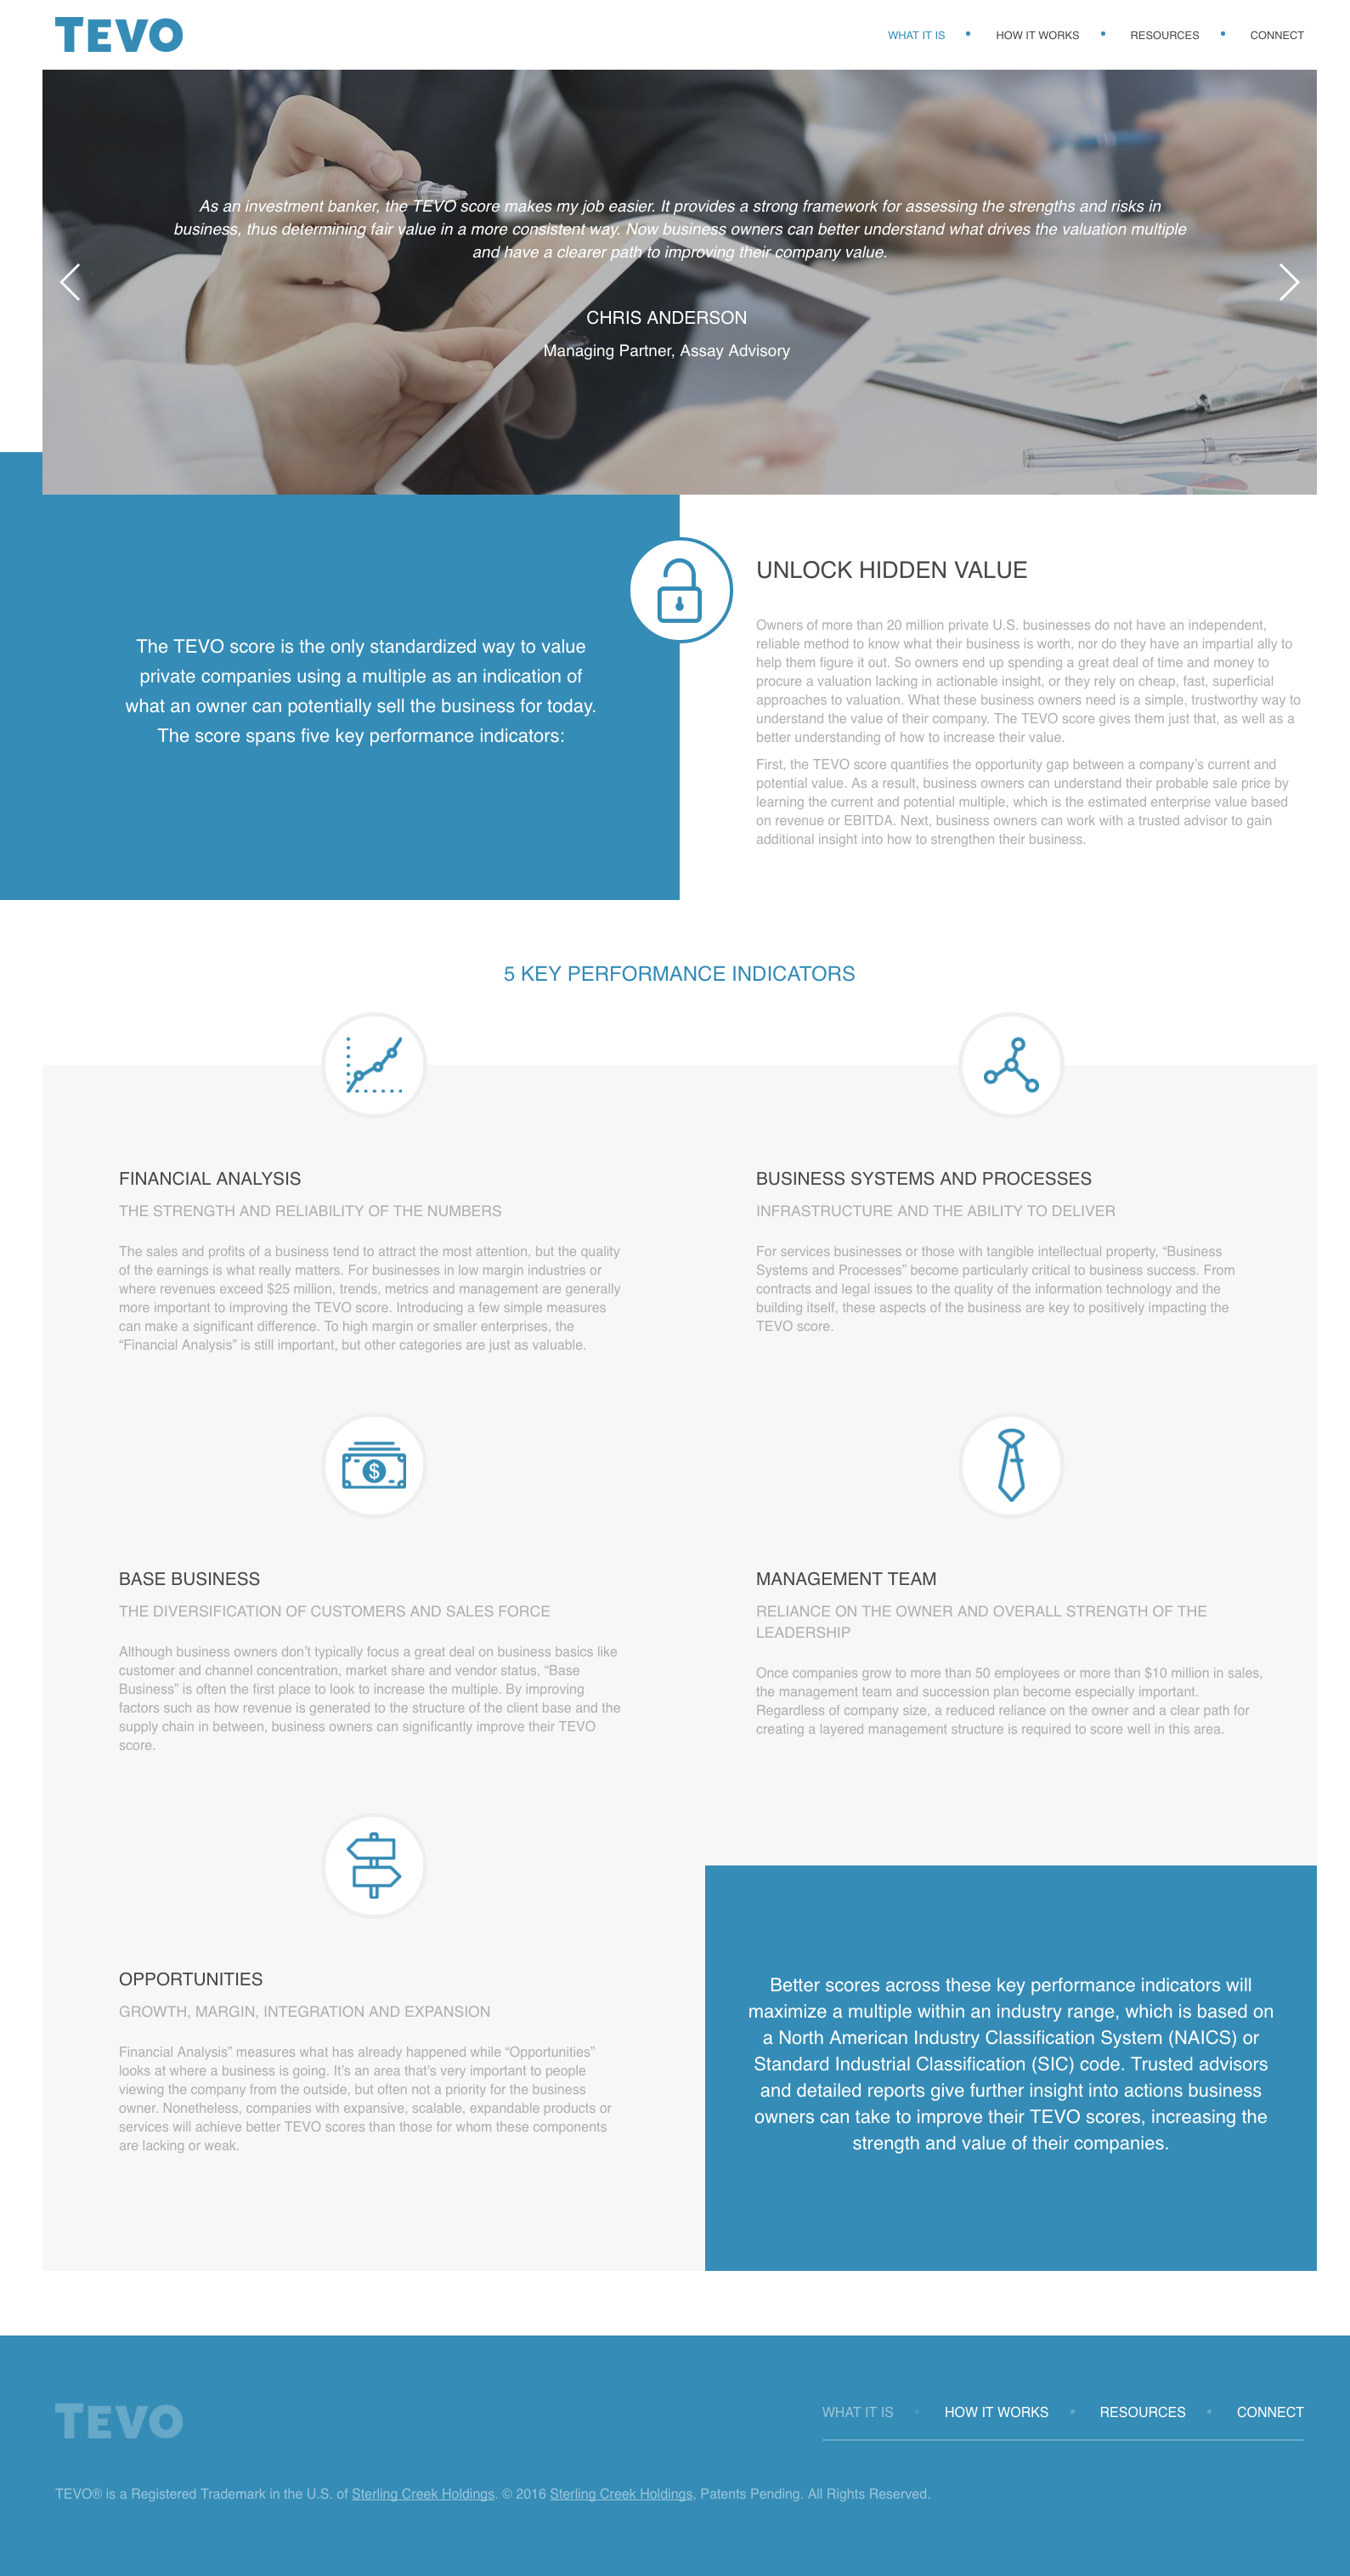 TEVO
WHAT IT IS • HOW IT WORKS • RESOURCES • CONNECT
As an investment banker, the TEVO score makes my job easier. It provides a strong framework for assessing the strengths and risks in
business, thus determining fair value in a more consistent way. Now business owners can better understand what drives the valuation multiple
and have a clearer path to improving their company value.
CHRIS ANDERSON
Managing Partner, Assay Advisory
The TEVO score is the only standardized way to value
private companies using a multiple as an indication of
what an owner can potentially sell the business for today.
The score spans five key performance indicators:
UNLOCK HIDDEN VALUE
Owners of more than 20 million private U.S. businesses do not have an independent,
reliable method to know what their business is worth, nor do they have an impartial ally to
help them figure it out. So owners end up spending a great deal of time and money to
procure a valuation lacking in actionable insight, or they rely on cheap, fast, superficial
approaches to valuation. What these business owners need is a simple, trustworthy way to
understand the value of their company. The TEVO score gives them just that, as well as a
better understanding of how to increase their value.
First, the TEVO score quantifies the opportunity gap between a company’s current and
potential value. As a result, business owners can understand their probable sale price by
learning the current and potential multiple, which is the estimated enterprise value based
on revenue or EBITDA. Next, business owners can work with a trusted advisor to gain
additional insight into how to strengthen their business.
5 KEY PERFORMANCE INDICATORS
FINANCIAL ANALYSIS
THE STRENGTH AND RELIABILITY OF THE NUMBERS
The sales and profits of a business tend to attract the most attention, but the quality
of the earnings is what really matters. For businesses in low margin industries or
where revenues exceed $25 million, trends, metrics and management are generally
more important to improving the TEVO score. Introducing a few simple measures
can make a significant difference. To high margin or smaller enterprises, the
“Financial Analysis” is still important, but other categories are just as valuable.
BUSINESS SYSTEMS AND PROCESSES
INFRASTRUCTURE AND THE ABILITY TO DELIVER
For services businesses or those with tangible intellectual property, “Business
Systems and Processes” become particularly critical to business success. From
contracts and legal issues to the quality of the information technology and the
building itself, these aspects of the business are key to positively impacting the
TEVO score.
$
BASE BUSINESS
THE DIVERSIFICATION OF CUSTOMERS AND SALES FORCE
Although business owners don’t typically focus a great deal on business basics like
customer and channel concentration, market share and vendor status, “Base
Business” is often the first place to look to increase the multiple. By improving
factors such as how revenue is generated to the structure of the client base and the
supply chain in between, business owners can significantly improve their TEVO
score.
MANAGEMENT TEAM
RELIANCE ON THE OWNER AND OVERALL STRENGTH OF THE
LEADERSHIP
Once companies grow to more than 50 employees or more than $10 million in sales,
the management team and succession plan become especially important.
Regardless of company size, a reduced reliance on the owner and a clear path for
creating a layered management structure is required to score well in this area.
OPPORTUNITIES
GROWTH, MARGIN, INTEGRATION AND EXPANSION
Financial Analysis” measures what has already happened while “Opportunities”
looks at where a business is going. It’s an area that’s very important to people
viewing the company from the outside, but often not a priority for the business
owner. Nonetheless, companies with expansive, scalable, expandable products or
services will achieve better TEVO scores than those for whom these components
are lacking or weak.
Better scores across these key performance indicators will
maximize a multiple within an industry range, which is based on
a North American Industry Classification System (NAICS) or
Standard Industrial Classification (SIC) code. Trusted advisors
and detailed reports give further insight into actions business
owners can take to improve their TEVO scores, increasing the
strength and value of their companies.
TEVO
WHAT IT IS • HOW IT WORKS • RESOURCES • CONNECT
TEVO® is a Registered Trademark in the U.S. of Sterling Creek Holdings. © 2016 Sterling Creek Holdings, Patents Pending. All Rights Reserved.